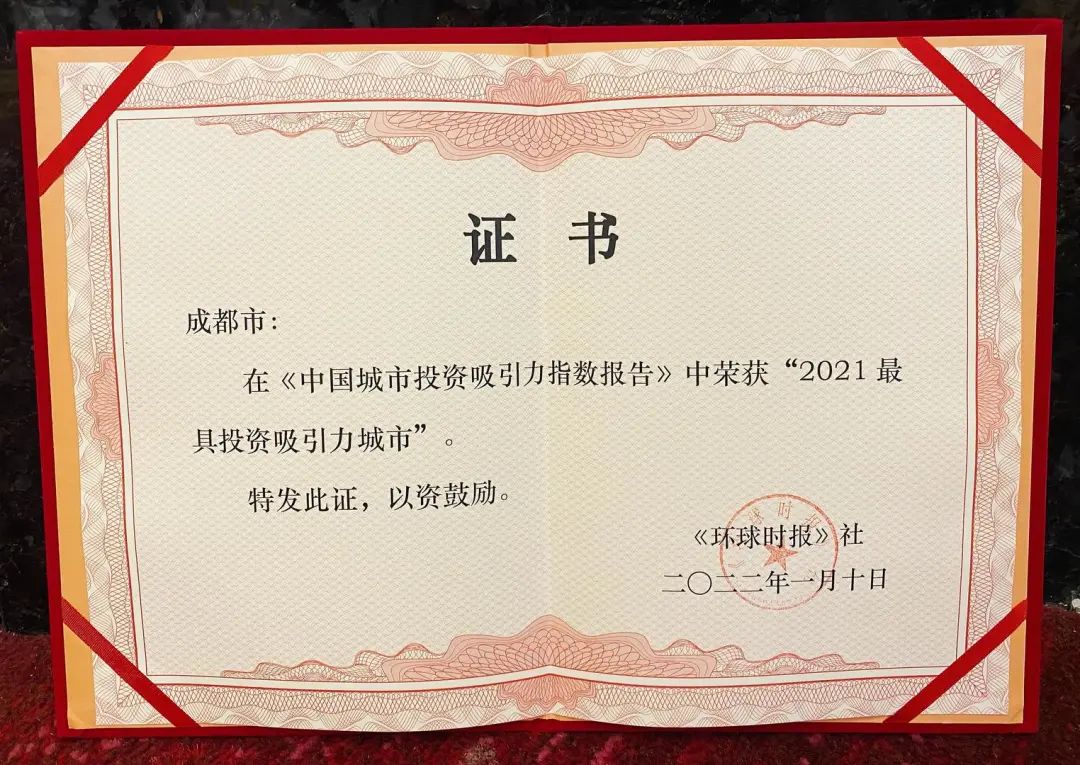 证 书
成都市：
在《中国城市投资吸引力指数报告》中荣获“2021最
具投资吸引力城市”。
特发此证，以资鼓励。
《环球时报》社
二〇二二年一月十日
球时报